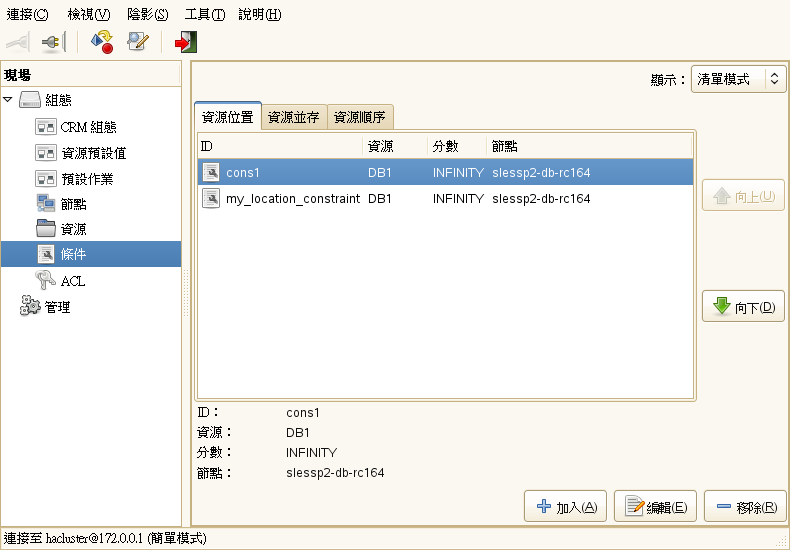 連接(C) 檢視(V) 陰影(S) 工具(T) 說明(H)
現場
組態
CRM 組態
資源預設值
預設作業
節點
資源
條件
ACL
管理
顯示： 清單模式
資源位置 資源並存 資源順序
ID 資源 分數 節點
cons1 DB1 INFINITY slessp2-db-rc164
my_location_constraint DB1 INFINITY slessp2-db-rc164
向上(U)
向下(D)
ID： cons1
資源： DB1
分數： INFINITY
節點： slessp2-db-rc164
加入(A) 編輯(E) 移除(R)
連接至 hacluster@172.0.0.1 (簡單模式)